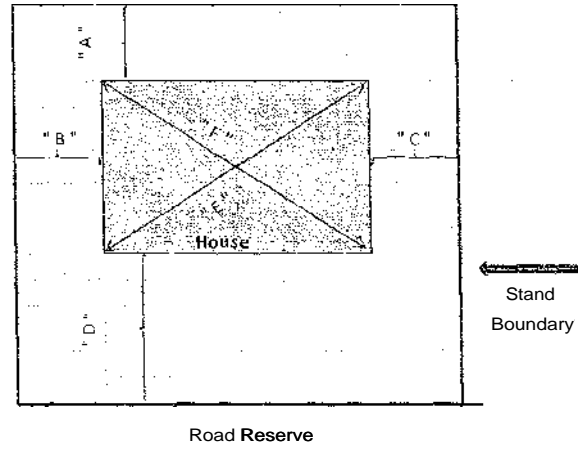 "A"
"B"
"F"
"C"
"E"
House
"D"
Stand
Boundary
Road Reserve